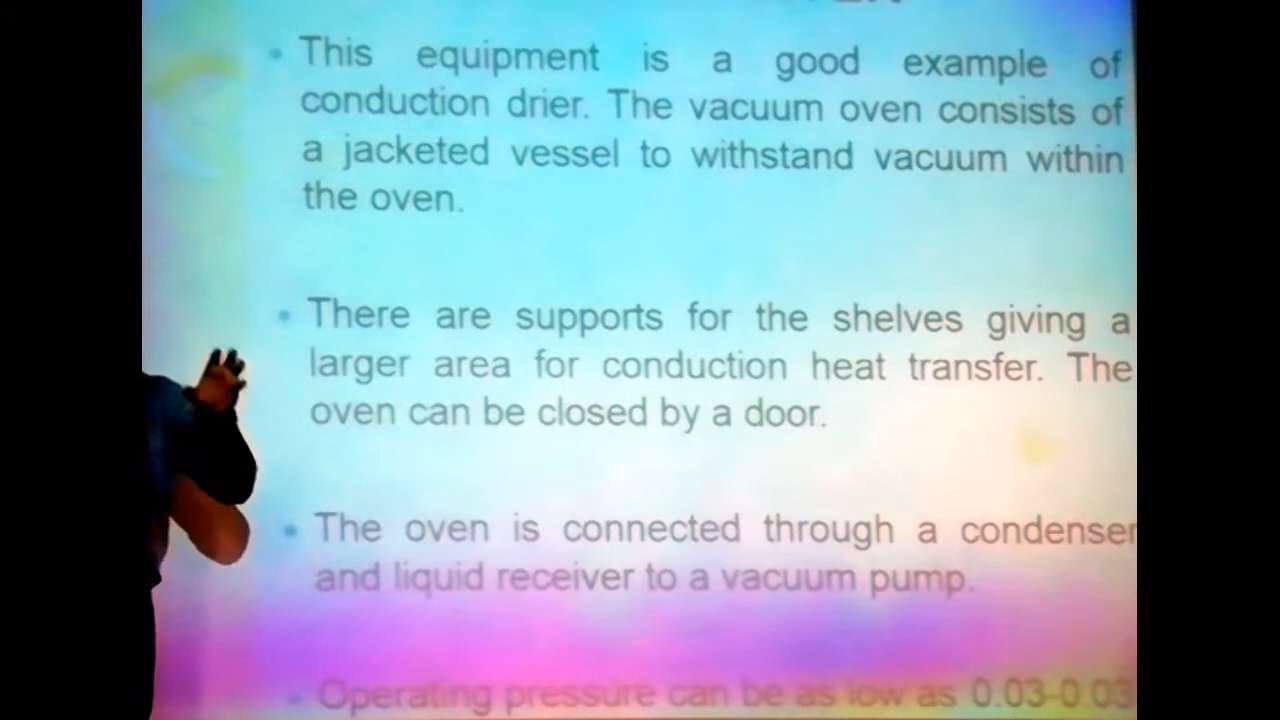 • This equipment is a good example of
conduction drier. The vacuum oven consists of
a jacketed vessel to withstand vacuum within
the oven.
• There are supports for the shelves giving a
larger area for conduction heat transfer. The
oven can be closed by a door.
• The oven is connected through a condenser
and liquid receiver to a vacuum pump.
• Operating pressure can be as low as 0.03-0.03